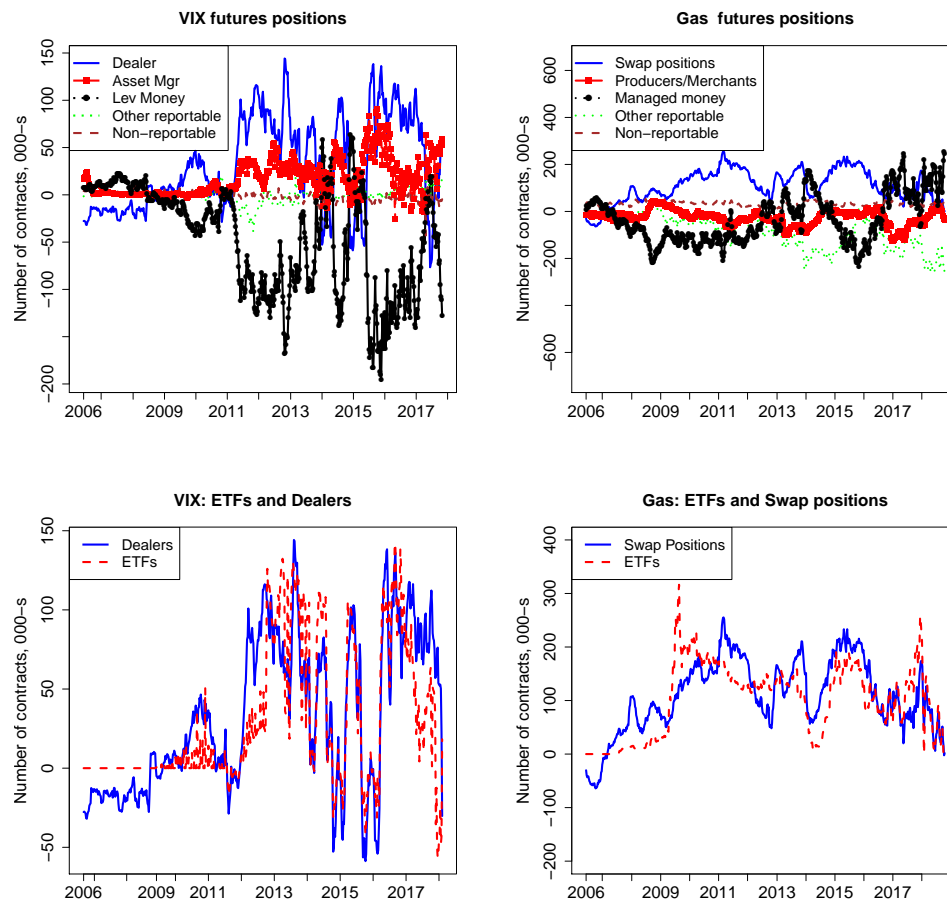 VIX futures positions
Number of contracts, 000−s
150
100
50
0
−50
−100
−200
Dealer
Asset Mgr
Lev Money
Other reportable
Non−reportable
2006 2009 2011 2013 2015 2017
Gas futures positions
Number of contracts, 000−s
600
400
200
0
−200
−600
Swap positions
Producers/Merchants
Managed money
Other reportable
Non−reportable
2006 2009 2011 2013 2015 2017
VIX: ETFs and Dealers
Number of contracts, 000−s
150
100
50
0
−50
Dealers
ETFs
2006 2009 2011 2013 2015 2017
Gas: ETFs and Swap positions
Number of contracts, 000−s
400
300
200
100
0
−100
−200
Swap Positions
ETFs
2006 2009 2011 2013 2015 2017